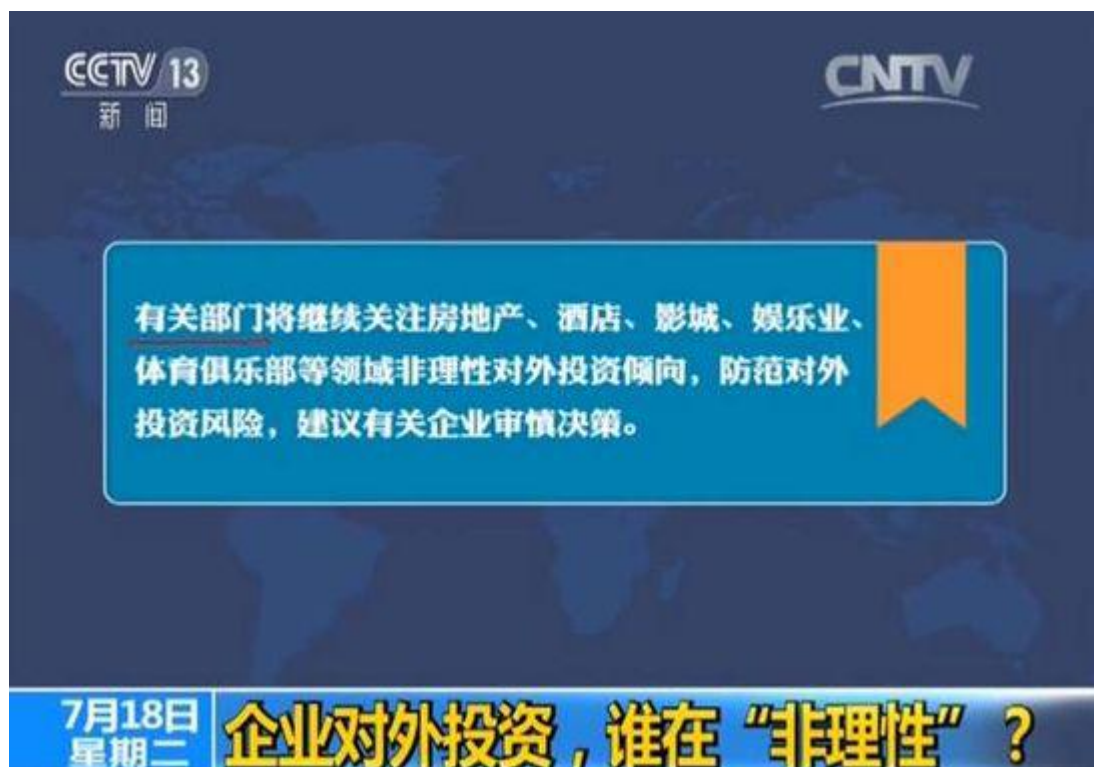 CCTV 13
新闻
CNTV
有关部门将继续关注房地产、酒店、影城、娱乐业、
体育俱乐部等领域非理性对外投资倾向，防范对外
投资风险，建议有关企业审慎决策。
7月18日
星期二
企业对外投资，谁在“非理性”？